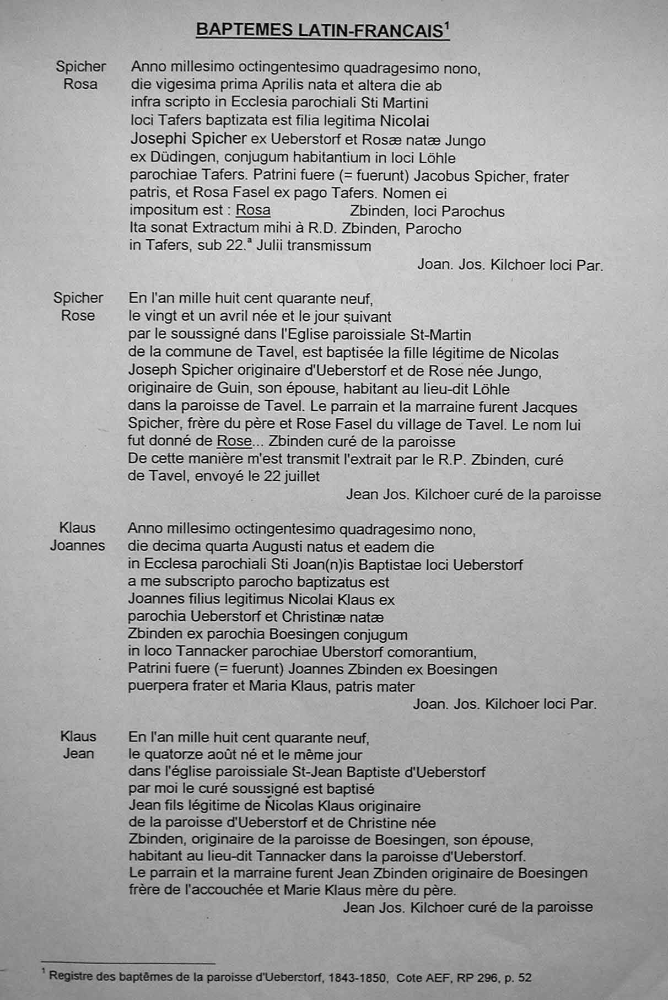 BAPTEMES LATIN-FRANCAIS¹
Spicher Anno millesimo octingentesimo quadragesimo nono,
Rosa die vigesima prima Aprilis nata et altera die ab
infra scripto in Ecclesia parochiali Sti Martini
loci Tafers baptizata est filia legitima Nicolai
Josephi Spicher ex Ueberstorf et Rosæ natæ Jungo
ex Düdingen, conjugum habitantium in loci Löhle
parochiae Tafers. Patrini fuere (= fuerunt) Jacobus Spicher, frater
patris, et Rosa Fasel ex pago Tafers. Nomen ei
impositum est : Rosa Zbinden, loci Parochus
Ita sonat Extractum mihi à R.D. Zbinden, Parocho
in Tafers, sub 22.ª Julii transmissum
Joan. Jos. Kilchoer loci Par.
Spicher En l'an mille huit cent quarante neuf,
Rose le vingt et un avril née et le jour suivant
par le soussigné dans l'Eglise paroissiale St-Martin
de la commune de Tavel, est baptisée la fille légitime de Nicolas
Joseph Spicher originaire d'Ueberstorf et de Rose née Jungo,
originaire de Guin, son épouse, habitant au lieu-dit Löhle
dans la paroisse de Tavel. Le parrain et la marraine furent Jacques
Spicher, frère du père et Rose Fasel du village de Tavel. Le nom lui
fut donné de Rose... Zbinden curé de la paroisse
De cette manière m'est transmit l'extrait par le R.P. Zbinden, curé
de Tavel, envoyé le 22 juillet
Jean Jos. Kilchoer curé de la paroisse
Klaus Anno millesimo octingentesimo quadragesimo nono,
Joannes die decima quarta Augusti natus et eadem die
in Ecclesa parochiali Sti Joan(n)is Baptistae loci Ueberstorf
a me subscripto parocho baptizatus est
Joannes filius legitimus Nicolai Klaus ex
parochia Ueberstorf et Christinæ natæ
Zbinden ex parochia Boesingen conjugum
in loco Tannacker parochiae Uberstorf comorantium,
Patrini fuere (= fuerunt) Joannes Zbinden ex Boesingen
puerpera frater et Maria Klaus, patris mater
Joan. Jos. Kilchoer loci Par.
Klaus En l'an mille huit cent quarante neuf,
Jean le quatorze août né et le même jour
dans l'église paroissiale St-Jean Baptiste d'Ueberstorf
par moi le curé soussigné est baptisé
Jean fils légitime de Nicolas Klaus originaire
de la paroisse d'Ueberstorf et de Christine née
Zbinden, originaire de la paroisse de Boesingen, son épouse,
habitant au lieu-dit Tannacker dans la paroisse d'Ueberstorf.
Le parrain et la marraine furent Jean Zbinden originaire de Boesingen
frère de l'accouchée et Marie Klaus mère du père.
Jean Jos. Kilchoer curé de la paroisse
¹ Registre des baptêmes de la paroisse d'Ueberstorf, 1843-1850, Cote AEF, RP 296, p. 52